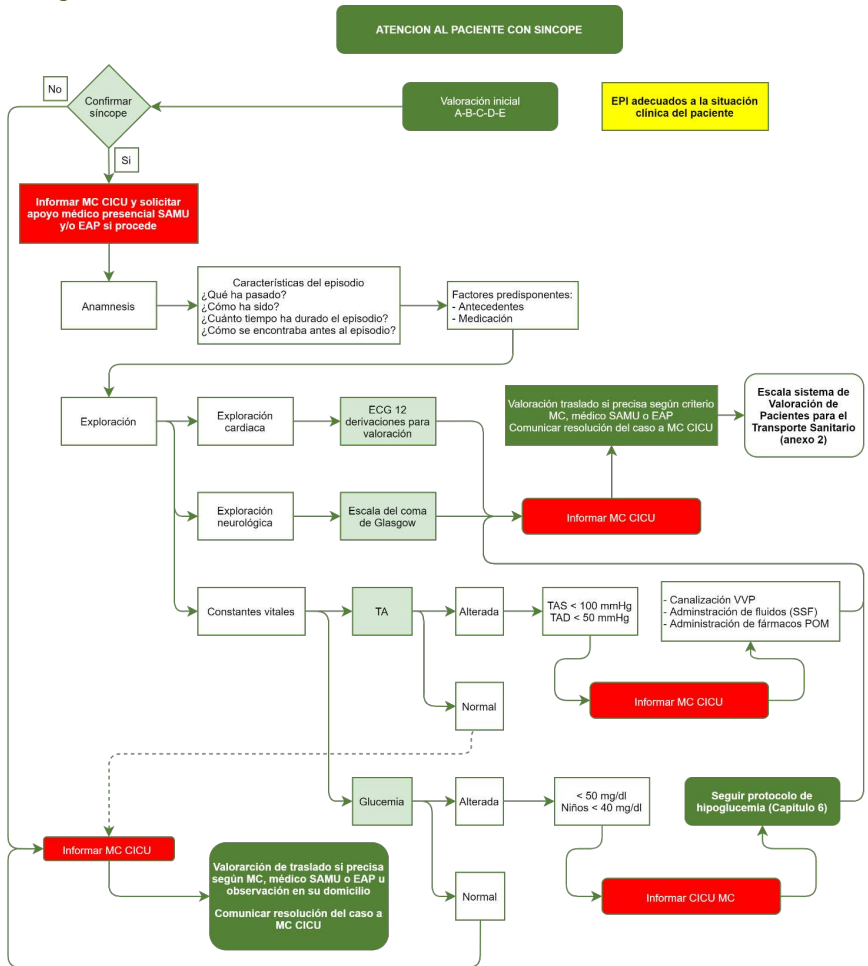 ATENCION AL PACIENTE CON SINCOPE
No
Confirmar
síncope
Valoración inicial
A-B-C-D-E
EPI adecuados a la situación
clínica del paciente
Si
Informar MC CICU y solicitar
apoyo médico presencial SAMU
y/o EAP si procede
Anamnesis
Características del episodio
¿Qué ha pasado?
¿Cómo ha sido?
¿Cuánto tiempo ha durado el episodio?
¿Cómo se encontraba antes al episodio?
Factores predisponentes:
- Antecedentes
- Medicación
Exploración
Exploración
cardiaca
ECG 12
derivaciones para
valoración
Valoración traslado si precisa según criterio
MC, médico SAMU o EAP
Comunicar resolución del caso a MC CICU
Escala sistema de
Valoración de
Pacientes para el
Transporte Sanitario
(anexo 2)
Exploración
neurológica
Escala del coma
de Glasgow
Informar MC CICU
Constantes vitales
TA
Alterada
TAS < 100 mmHg
TAD < 50 mmHg
- Canalización VVP
- Adminstración de fluidos (SSF)
- Administración de fármacos POM
Informar MC CICU
Normal
Glucemia
Alterada
< 50 mg/dl
Niños < 40 mg/dl
Seguir protocolo de
hipoglucemia (Capítulo 6)
Informar MC CICU
Valorarción de traslado si precisa
según MC, médico SAMU o EAP u
observación en su domicilio
Comunicar resolución del caso a
MC CICU
Normal
Informar CICU MC